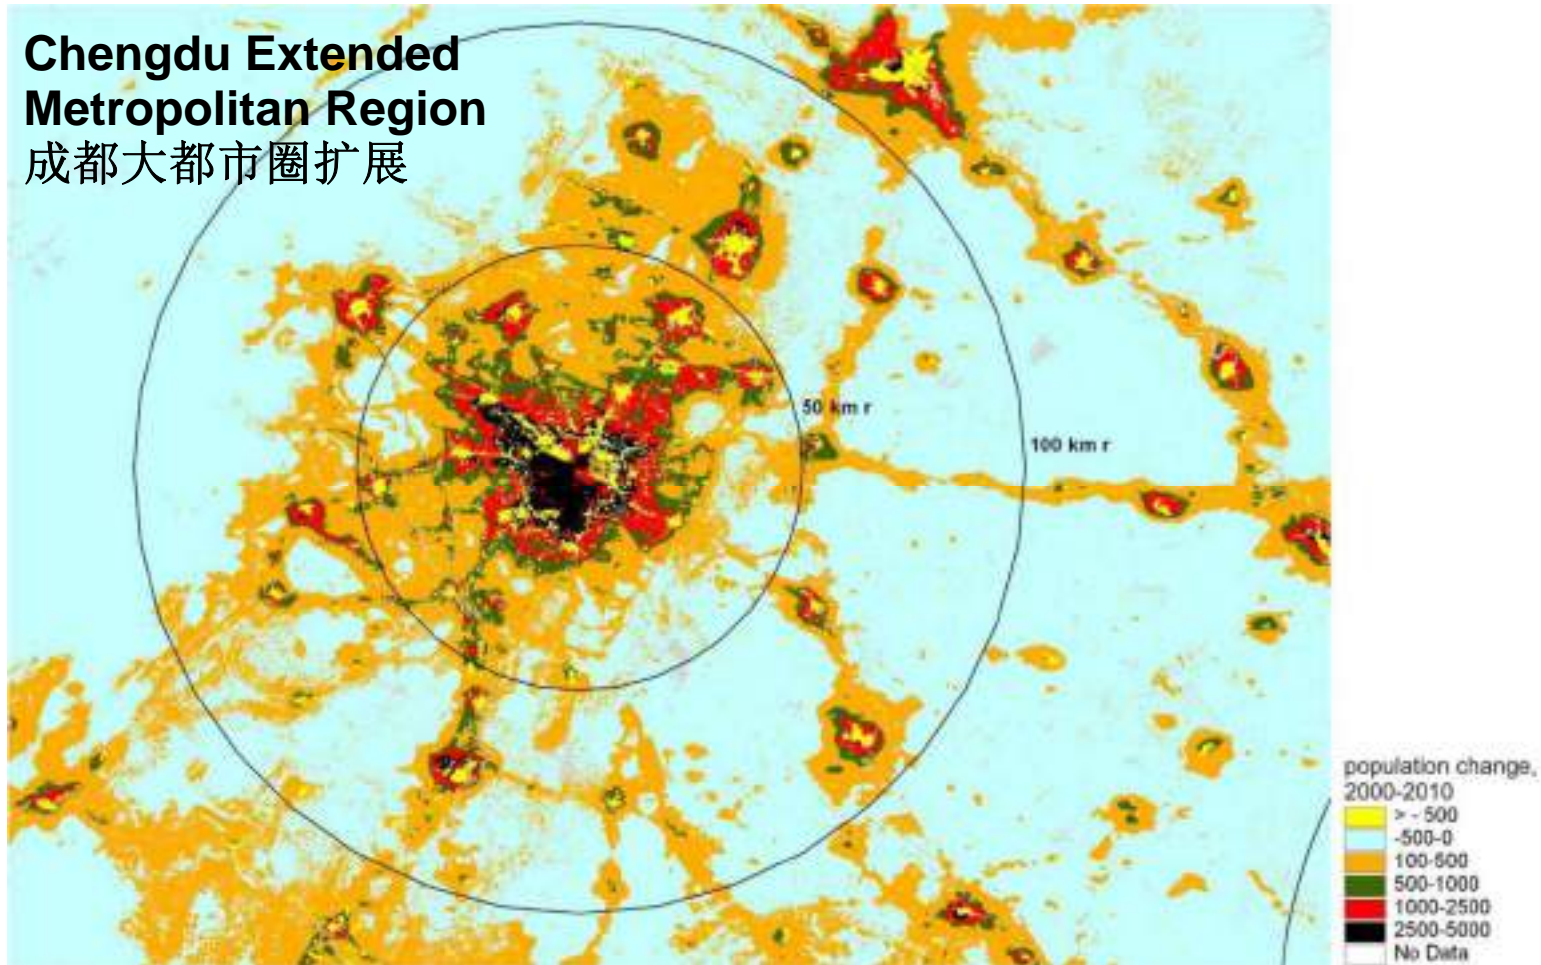 Chengdu Extended
Metropolitan Region
成都大都市圈扩展
50 km r
100 km r
population change,
2000-2010
> - 500
-500-0
100-500
500-1000
1000-2500
2500-5000
No Data